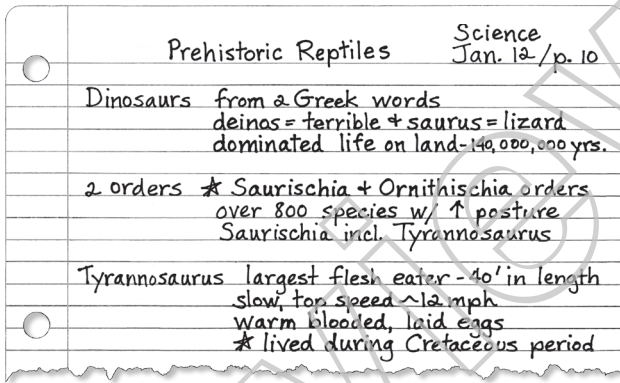 Science
Prehistoric Reptiles Jan. 12/p. 10
Dinosaurs from 2 Greek words
deinos = terrible + saurus = lizard
dominated life on land-140,000,000 yrs.
2 orders ★ Saurischia + Ornithischia orders
over 800 species w/ ↑ posture
Saurischia incl. Tyrannosaurus
Tyrannosaurus largest flesh eater - 40' in length
slow, top speed ~12 mph
warm blooded, laid eggs
★ lived during Cretaceous period